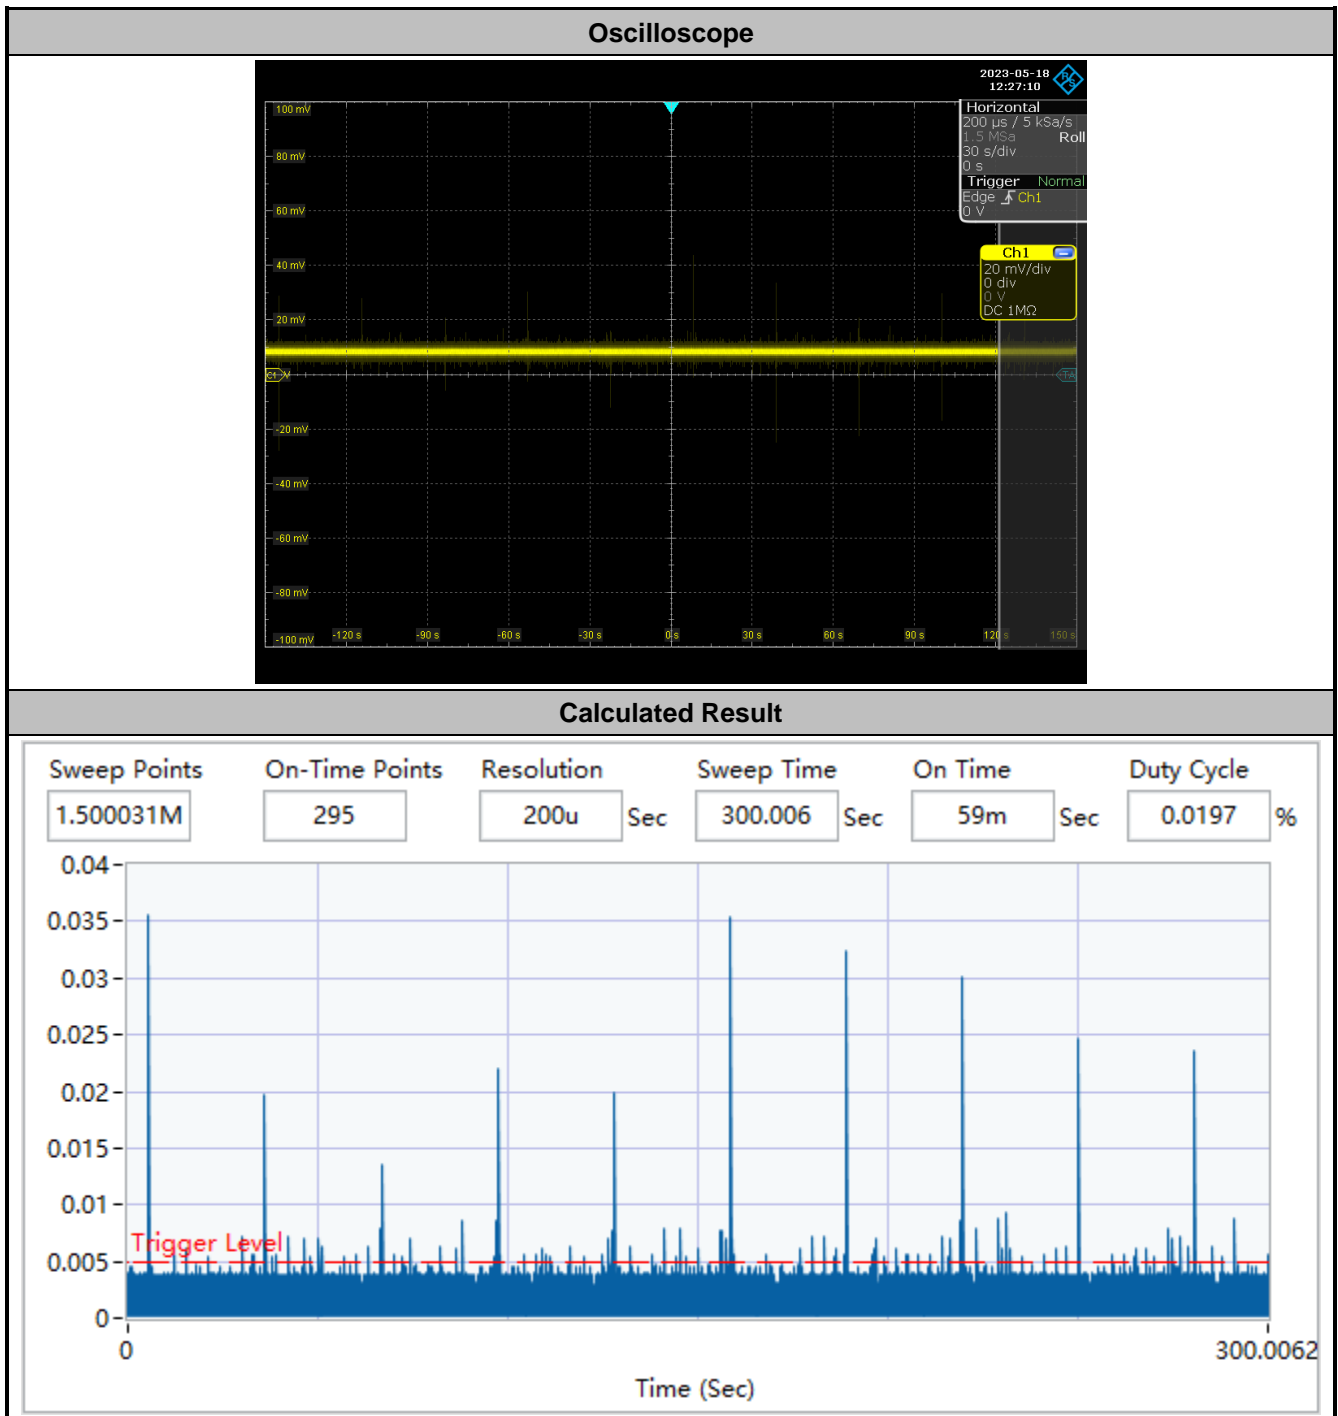 Oscilloscope
2023-05-18
12:27:10
R&S
Horizontal
200 µs / 5 kSa/s
1.5 MSa Roll
30 s/div
0 s
Trigger Normal
Edge Ch1
0 V
Ch1
20 mV/div
0 div
0 V
DC 1MΩ
100 mV
80 mV
60 mV
40 mV
20 mV
C1 V
TA
-20 mV
-40 mV
-60 mV
-80 mV
-100 mV
-120 s -90 s -60 s -30 s 0 s 30 s 60 s 90 s 120 s 150 s
Calculated Result
Sweep Points On-Time Points Resolution Sweep Time On Time Duty Cycle
1.500031M 295 200u Sec 300.006 Sec 59m Sec 0.0197 %
0.04
0.035
0.03
0.025
0.02
0.015
0.01
Trigger Level
0.005
0
0 300.0062
Time (Sec)